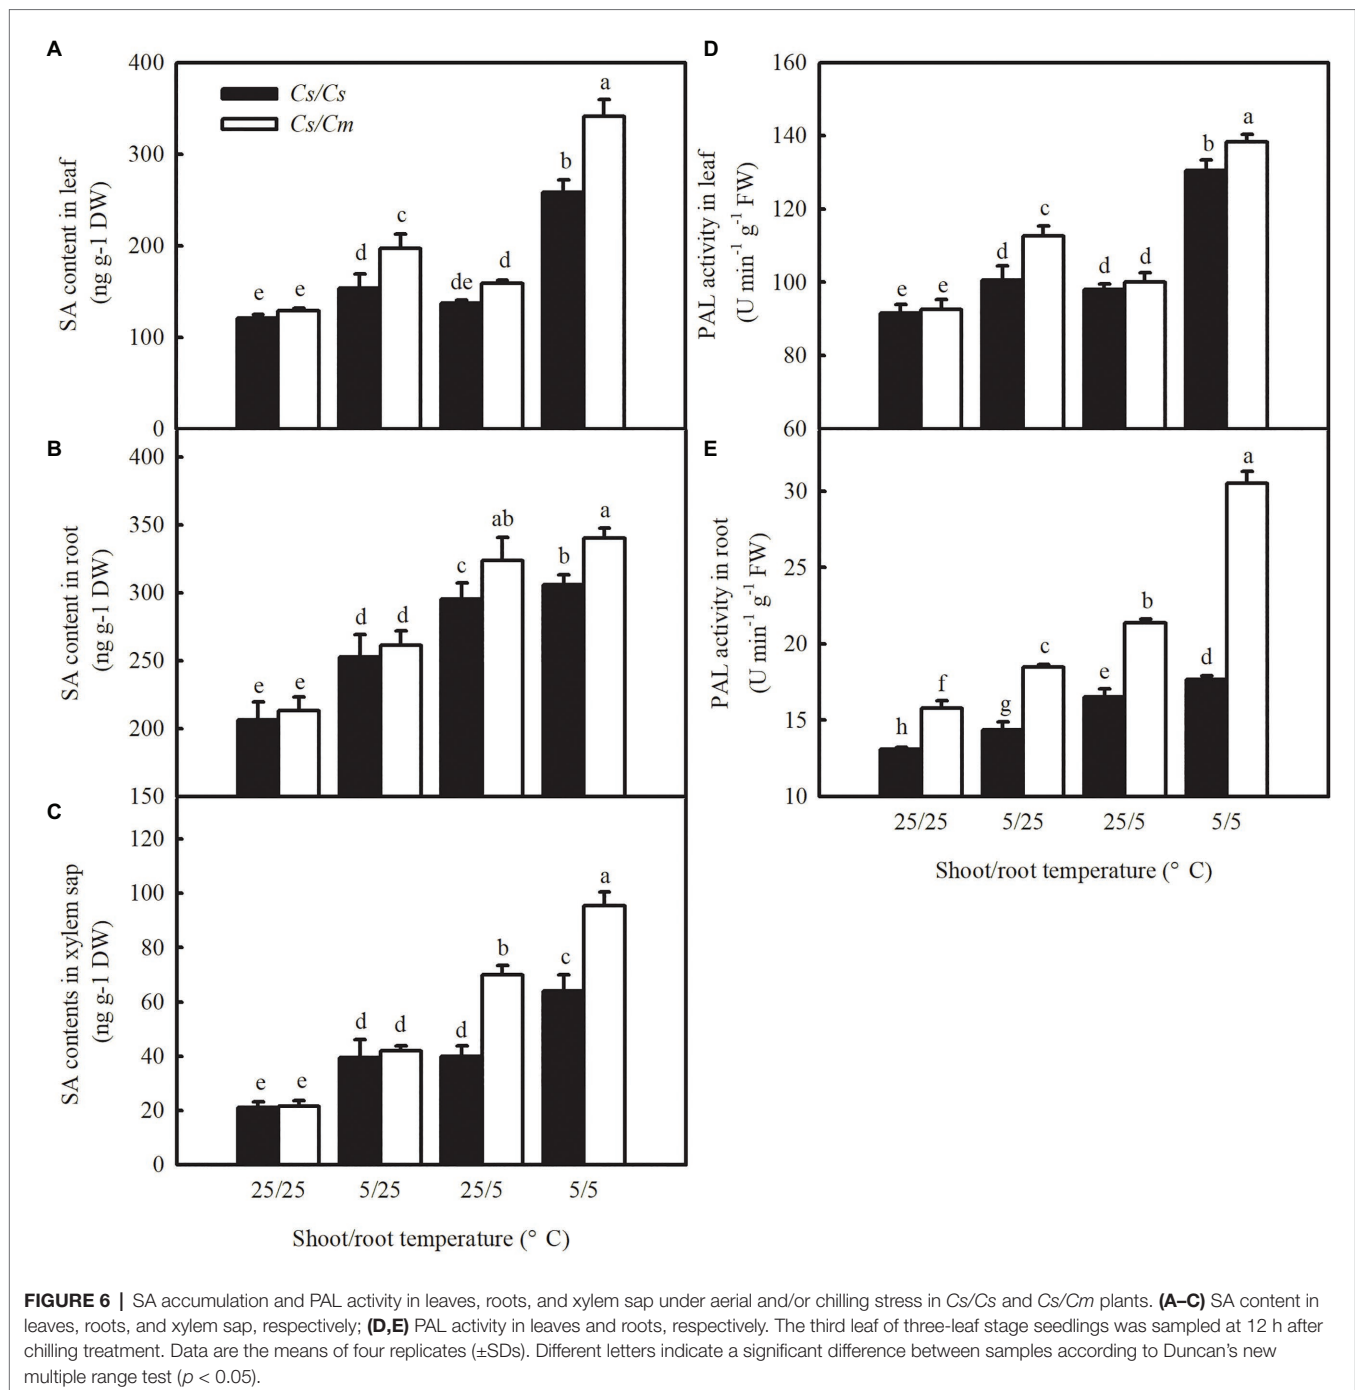 A
400
300
200
100
0
SA content in leaf
(ng g-1 DW)
Cs/Cs
Cs/Cm
e
e
d
c
de
d
b
a
B
400
350
300
250
200
150
SA content in root
(ng g-1 DW)
e
e
d
d
c
ab
b
a
C
120
100
80
60
40
20
0
SA contents in xylem sap
(ng g-1 DW)
e
e
d
d
d
b
c
a
25/25
5/25
25/5
5/5
Shoot/root temperature (° C)
D
160
140
120
100
80
60
PAL activity in leaf
(U min⁻¹ g⁻¹ FW)
e
e
d
c
d
d
b
a
E
30
25
20
15
10
PAL activity in root
(U min⁻¹ g⁻¹ FW)
h
f
g
c
e
b
d
a
25/25
5/25
25/5
5/5
Shoot/root temperature (° C)
FIGURE 6 | SA accumulation and PAL activity in leaves, roots, and xylem sap under aerial and/or chilling stress in Cs/Cs and Cs/Cm plants. (A–C) SA content in
leaves, roots, and xylem sap, respectively; (D,E) PAL activity in leaves and roots, respectively. The third leaf of three-leaf stage seedlings was sampled at 12 h after
chilling treatment. Data are the means of four replicates (±SDs). Different letters indicate a significant difference between samples according to Duncan's new
multiple range test (p < 0.05).